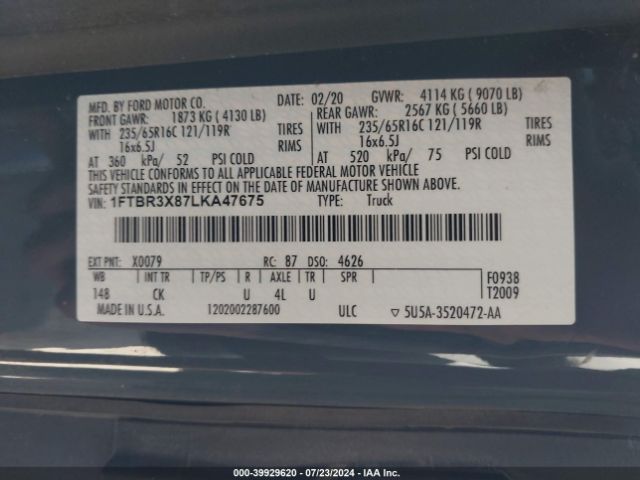 MFD. BY FORD MOTOR CO. DATE: 02/20 GVWR: 4114 KG (9070 LB)
FRONT GAWR: 1873 KG (4130 LB) REAR GAWR: 2567 KG (5660 LB)
WITH 235/65R16C 121/119R TIRES WITH 235/65R16C 121/119R TIRES
16x6.5J RIMS 16x6.5J RIMS
AT 360 kPa/ 52 PSI COLD AT 520 kPa/ 75 PSI COLD
THIS VEHICLE CONFORMS TO ALL APPLICABLE FEDERAL MOTOR VEHICLE
SAFETY STANDARDS IN EFFECT ON THE DATE OF MANUFACTURE SHOWN ABOVE.
VIN: 1FTBR3X87LKA47675 TYPE: Truck
EXT PNT: X0079 RC: 87 DSO: 4626
WB INT TR TP/PS R AXLE TR SPR F0938
148 CK U 4L U T2009
MADE IN U.S.A. 1202002287600 ULC ▽ 5U5A-3520472-AA
000-39929620 - 07/23/2024 - IAA Inc.